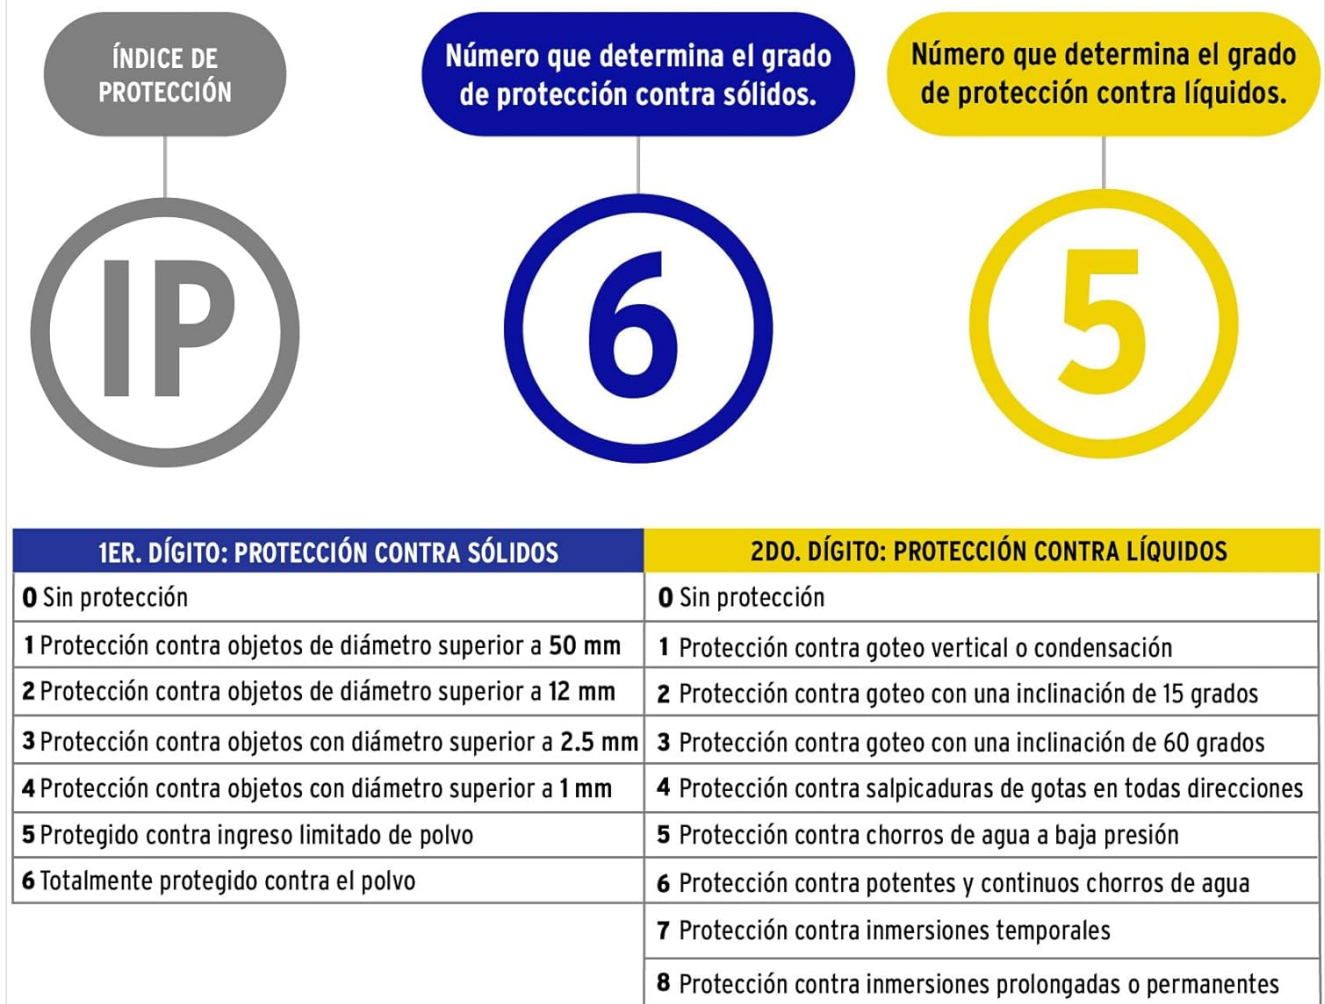 ÍNDICE DE
PROTECCIÓN
Número que determina el grado
de protección contra sólidos.
Número que determina el grado
de protección contra líquidos.
IP
6
5
1ER. DÍGITO: PROTECCIÓN CONTRA SÓLIDOS
0 Sin protección
1 Protección contra objetos de diámetro superior a 50 mm
2 Protección contra objetos de diámetro superior a 12 mm
3 Protección contra objetos con diámetro superior a 2.5 mm
4 Protección contra objetos con diámetro superior a 1 mm
5 Protegido contra ingreso limitado de polvo
6 Totalmente protegido contra el polvo
2DO. DÍGITO: PROTECCIÓN CONTRA LÍQUIDOS
0 Sin protección
1 Protección contra goteo vertical o condensación
2 Protección contra goteo con una inclinación de 15 grados
3 Protección contra goteo con una inclinación de 60 grados
4 Protección contra salpicaduras de gotas en todas direcciones
5 Protección contra chorros de agua a baja presión
6 Protección contra potentes y continuos chorros de agua
7 Protección contra inmersiones temporales
8 Protección contra inmersiones prolongadas o permanentes